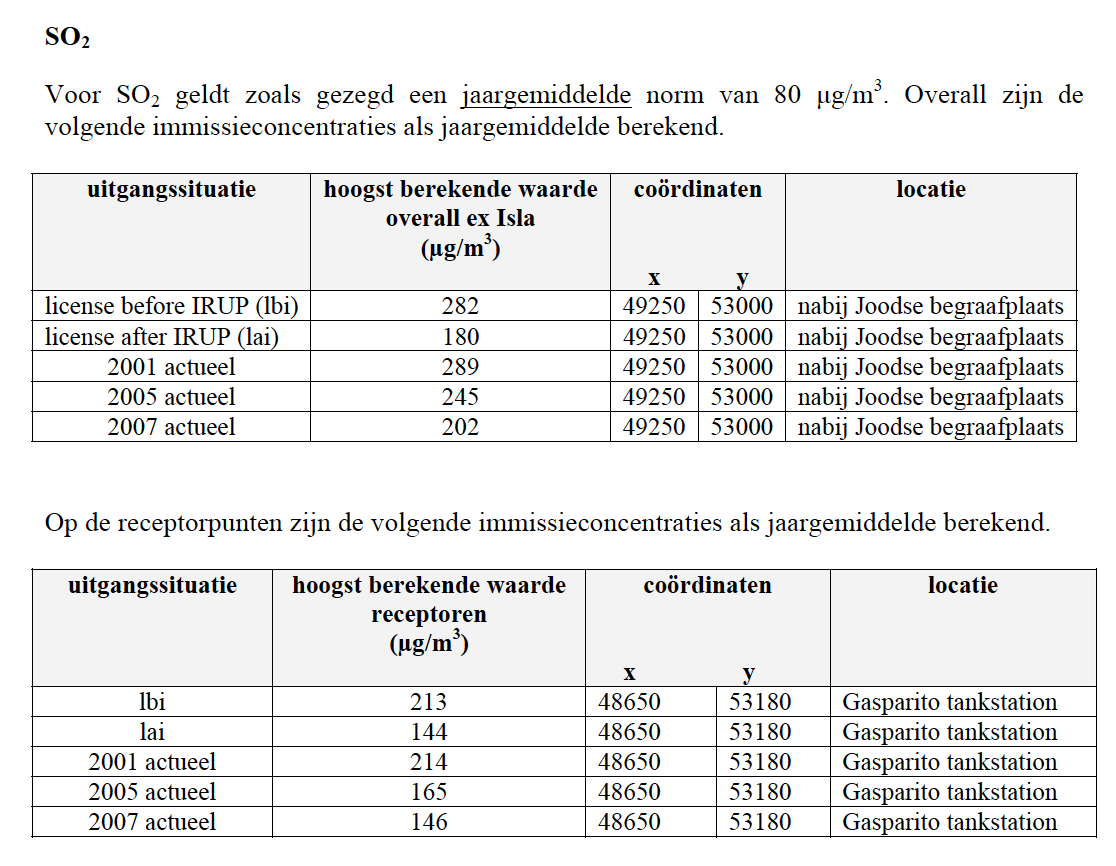 SO₂
Voor SO₂ geldt zoals gezegd een jaargemiddelde norm van 80 µg/m³. Overall zijn de
volgende immissieconcentraties als jaargemiddelde berekend.
uitgangssituatie hoogst berekende waarde coördinaten locatie
overall ex Isla
(µg/m³)
x y
license before IRUP (lbi) 282 49250 53000 nabij Joodse begraafplaats
license after IRUP (lai) 180 49250 53000 nabij Joodse begraafplaats
2001 actueel 289 49250 53000 nabij Joodse begraafplaats
2005 actueel 245 49250 53000 nabij Joodse begraafplaats
2007 actueel 202 49250 53000 nabij Joodse begraafplaats
Op de receptorpunten zijn de volgende immissieconcentraties als jaargemiddelde berekend.
uitgangssituatie hoogst berekende waarde coördinaten locatie
receptoren
(µg/m³)
x y
lbi 213 48650 53180 Gasparito tankstation
lai 144 48650 53180 Gasparito tankstation
2001 actueel 214 48650 53180 Gasparito tankstation
2005 actueel 165 48650 53180 Gasparito tankstation
2007 actueel 146 48650 53180 Gasparito tankstation